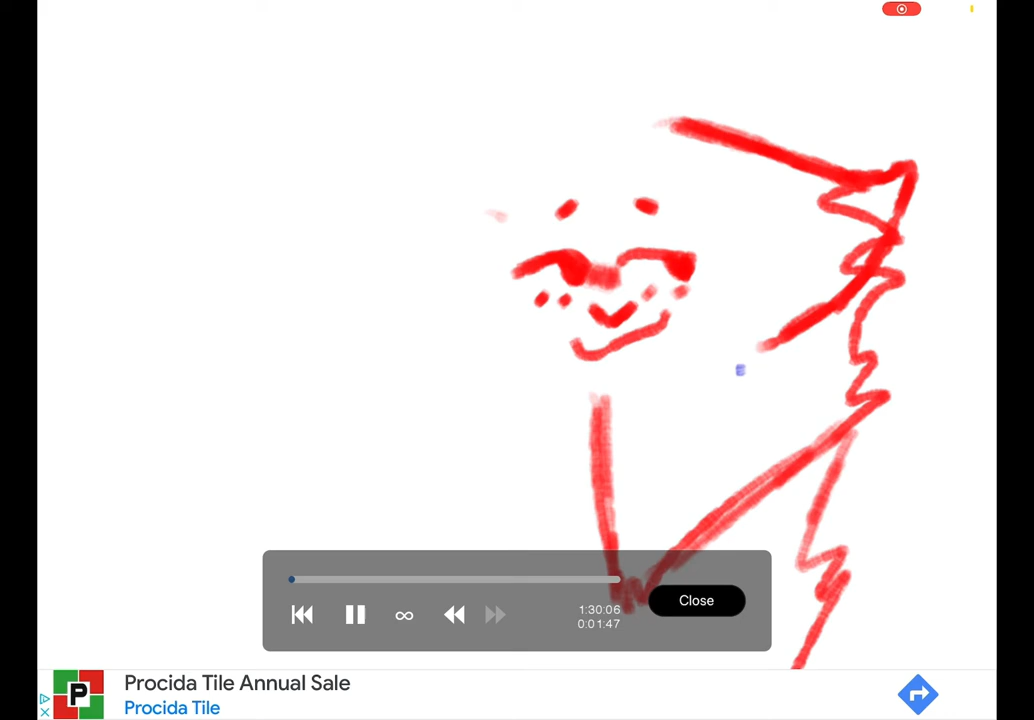 1:30:06
0:01:47
Close
P
Procida Tile Annual Sale
Procida Tile